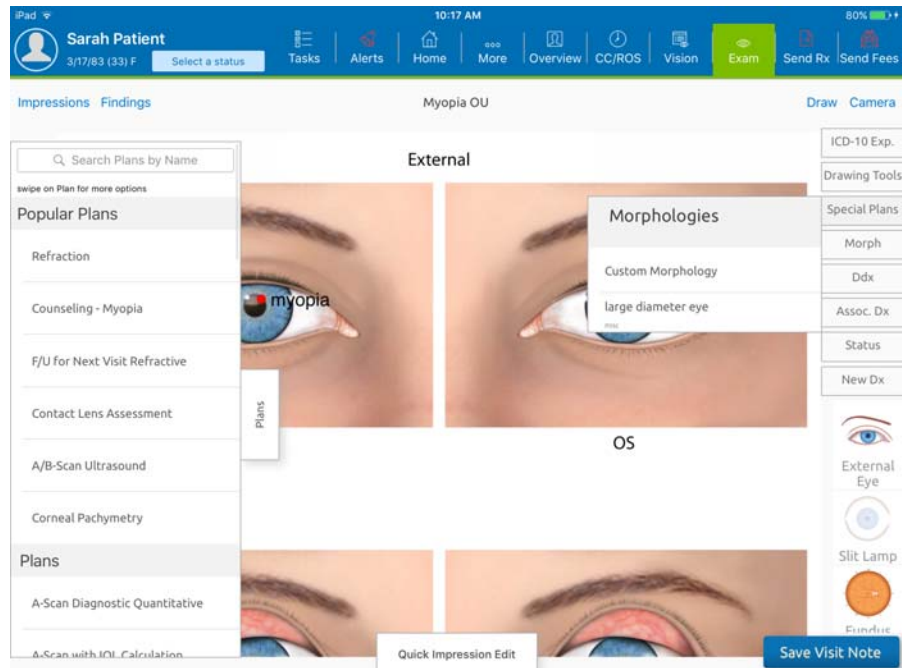 iPad
10:17 AM
80%
Sarah Patient
3/17/83 (33) F
Select a status
Tasks
Alerts
Home
More
Overview
CC/ROS
Vision
Exam
Send Rx
Send Fees
Impressions
Findings
Myopia OU
Draw
Camera
Search Plans by Name
swipe on Plan for more options
Popular Plans
Refraction
Counseling - Myopia
F/U for Next Visit Refractive
Contact Lens Assessment
A/B-Scan Ultrasound
Corneal Pachymetry
Plans
A-Scan Diagnostic Quantitative
A-Scan with IOL Calculation
Plans
External
myopia
OS
Morphologies
Custom Morphology
large diameter eye
misc
ICD-10 Exp.
Drawing Tools
Special Plans
Morph
Ddx
Assoc. Dx
Status
New Dx
External
Eye
Slit Lamp
Fundus
Quick Impression Edit
Save Visit Note